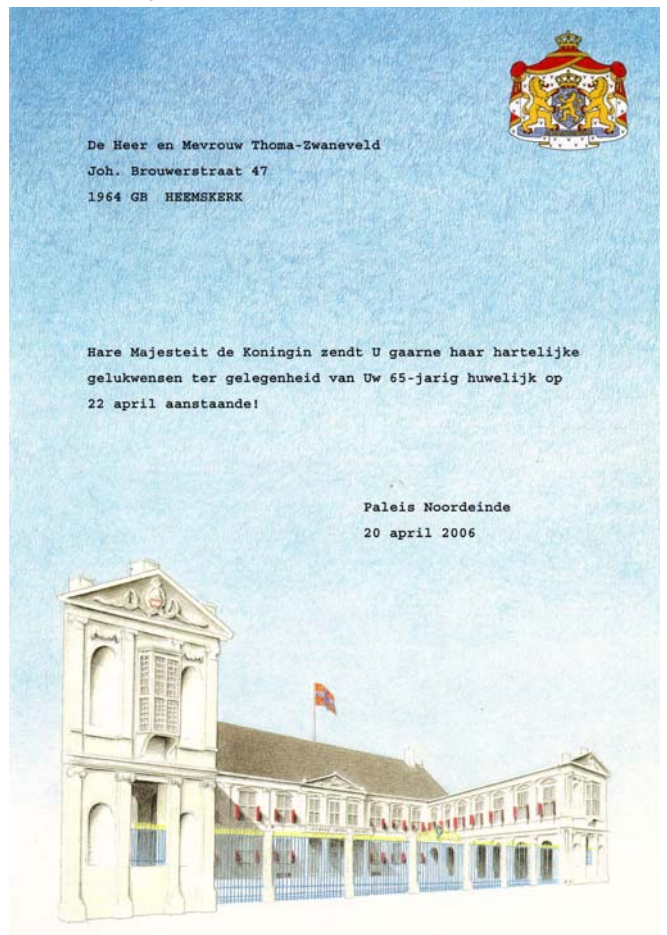 De Heer en Mevrouw Thoma-Zwaneveld
Joh. Brouwerstraat 47
1964 GB HEEMSKERK
Hare Majesteit de Koningin zendt U gaarne haar hartelijke
gelukwensen ter gelegenheid van Uw 65-jarig huwelijk op
22 april aanstaande!
Paleis Noordeinde
20 april 2006